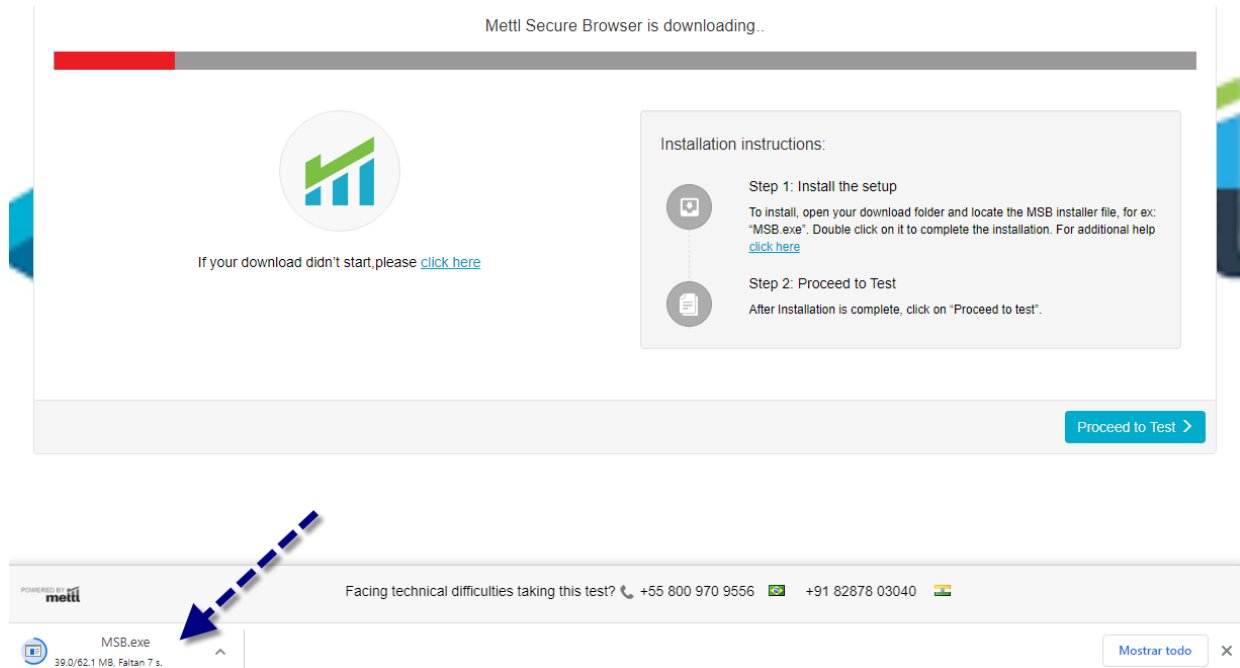 Mettl Secure Browser is downloading..
If your download didn't start,please click here
Installation instructions:
Step 1: Install the setup
To install, open your download folder and locate the MSB installer file, for ex:
“MSB.exe”. Double click on it to complete the installation. For additional help
click here
Step 2: Proceed to Test
After Installation is complete, click on “Proceed to test”.
Proceed to Test
POWERED BY
mettl
Facing technical difficulties taking this test? +55 800 970 9556 +91 82878 03040
MSB.exe
39.0/62.1 MB, Faltan 7 s.
Mostrar todo